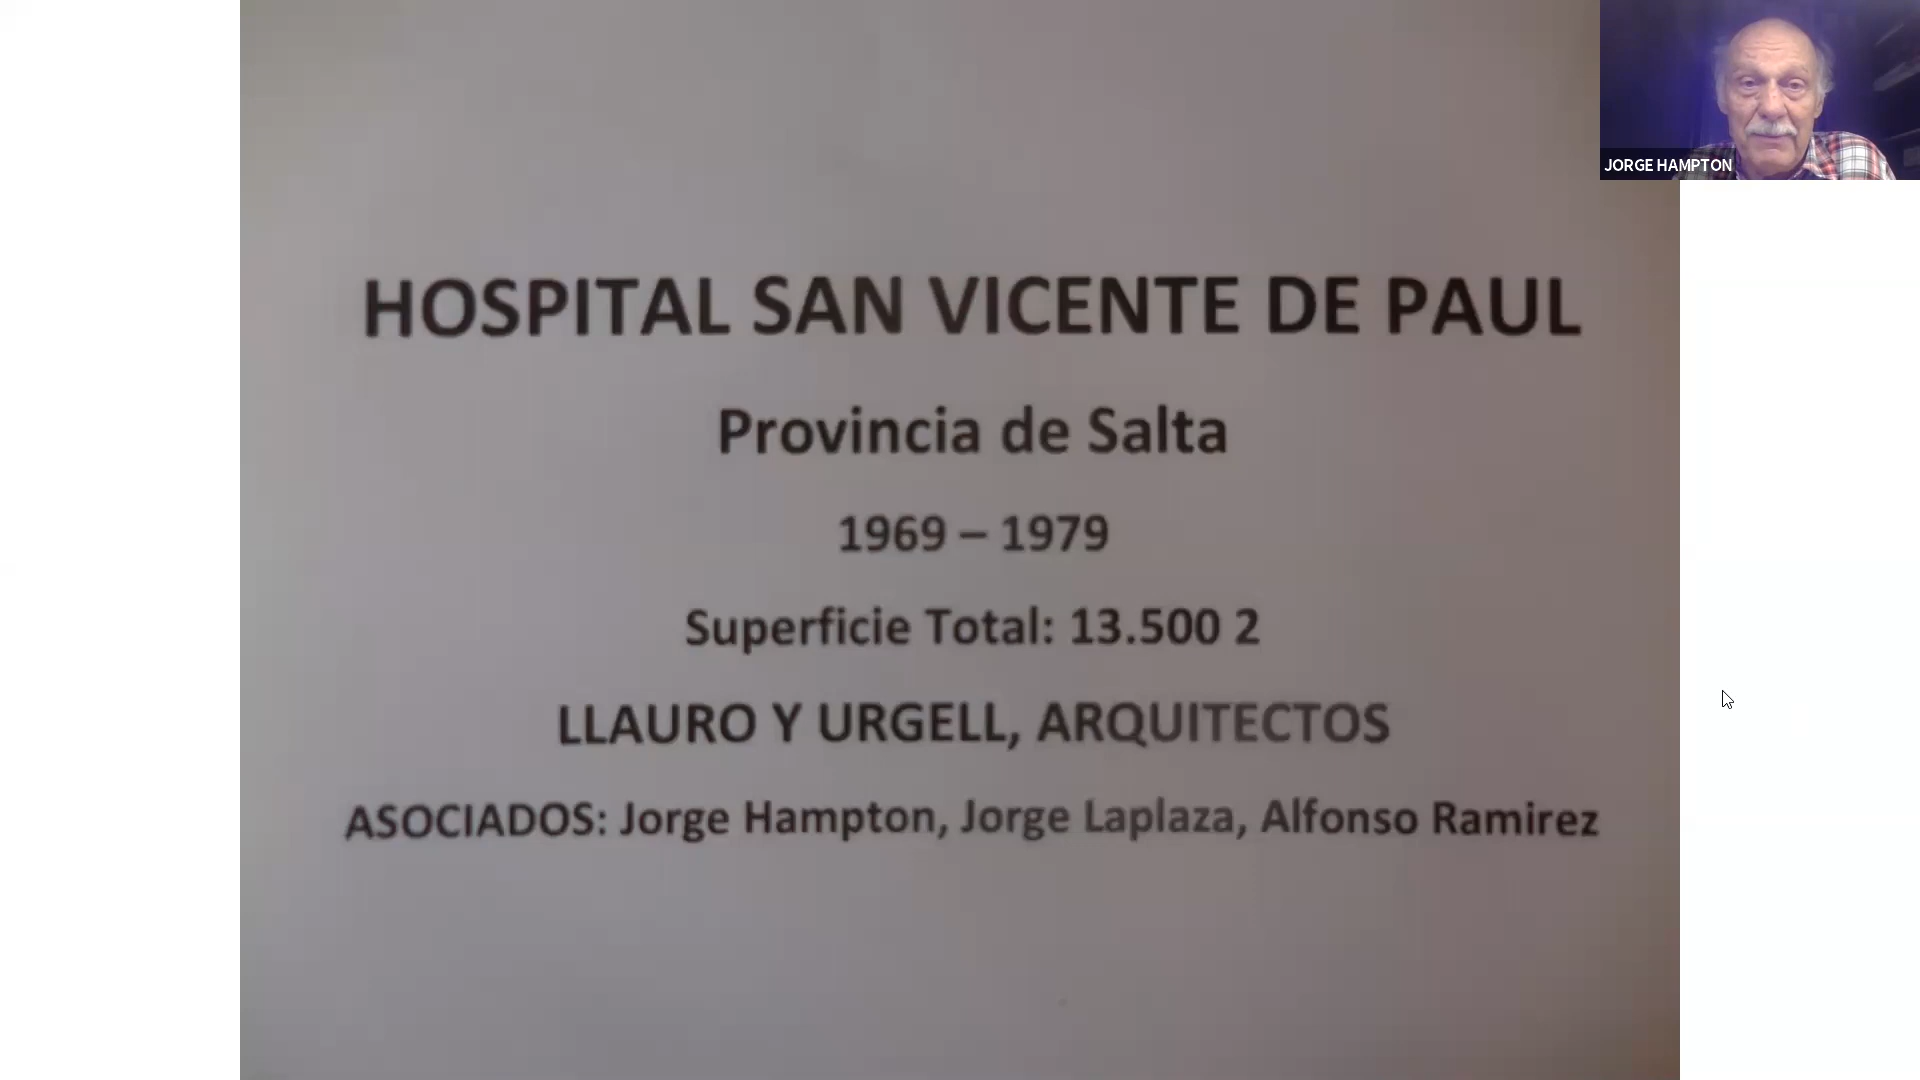 JORGE HAMPTON
HOSPITAL SAN VICENTE DE PAUL
Provincia de Salta
1969 – 1979
Superficie Total: 13.500 2
LLAURO Y URGELL, ARQUITECTOS
ASOCIADOS: Jorge Hampton, Jorge Laplaza, Alfonso Ramirez